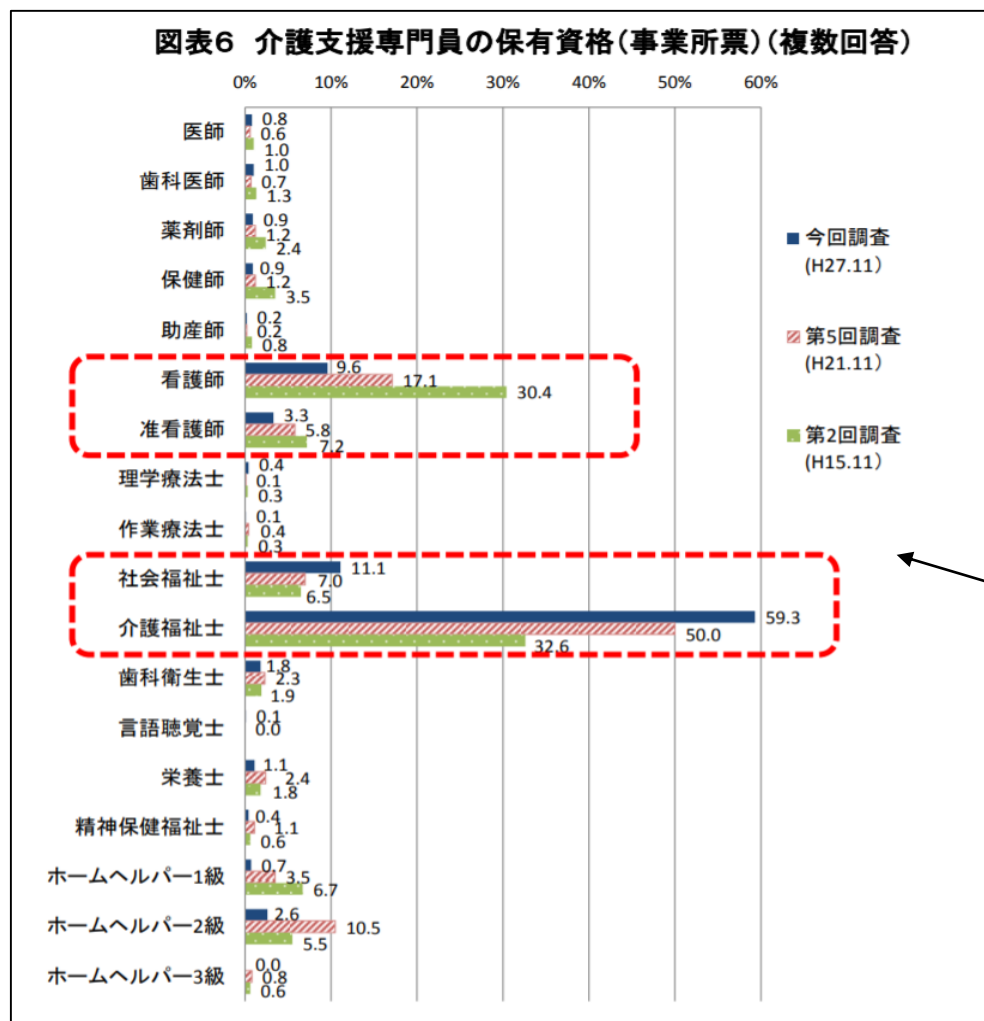 図表6 介護支援専門員の保有資格(事業所票)(複数回答)
0% 10% 20% 30% 40% 50% 60%
医師 0.8 0.6 1.0
歯科医師 1.0 0.7 1.3
薬剤師 0.9 1.2 2.4
保健師 0.9 1.2 3.5
助産師 0.2 0.2 0.8
看護師 9.6 17.1 30.4
准看護師 3.3 5.8 7.2
理学療法士 0.4 0.1 0.3
作業療法士 0.1 0.4 0.3
社会福祉士 11.1 7.0 6.5
介護福祉士 59.3 50.0 32.6
歯科衛生士 1.8 2.3 1.9
言語聴覚士 0.1 0.0
栄養士 1.1 2.4 1.8
精神保健福祉士 0.4 1.1 0.6
ホームヘルパー1級 0.7 3.5 6.7
ホームヘルパー2級 2.6 10.5 5.5
ホームヘルパー3級 0.0 0.8 0.6
今回調査
(H27.11)
第5回調査
(H21.11)
第2回調査
(H15.11)